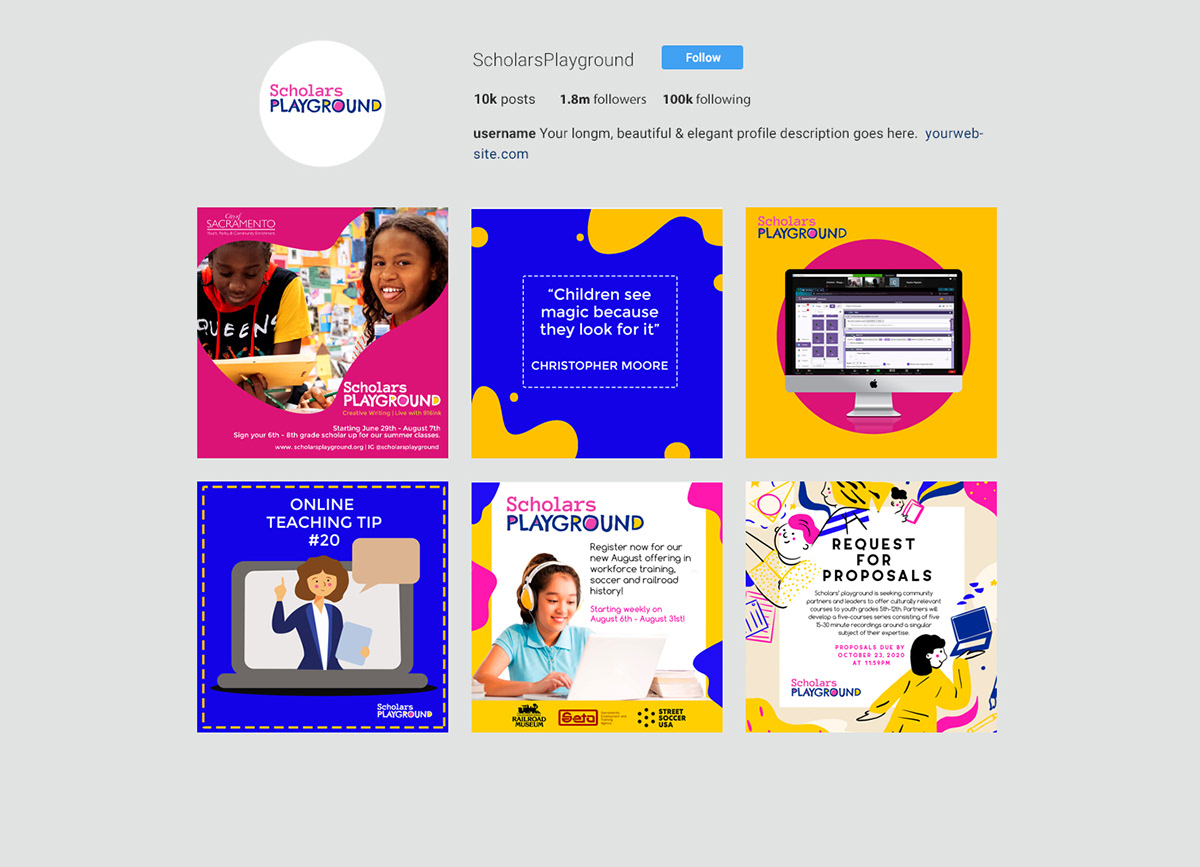 Scholars
PLAYGROUND
ScholarsPlayground
Follow
10k posts 1.8m followers 100k following
username Your longm, beautiful & elegant profile description goes here. yourweb-
site.com
City of
SACRAMENTO
Youth, Parks, & Community Enrichment
QUEENS
Scholars
PLAYGROUND
Creative Writing | Live with 916ink
Starting June 29th - August 7th
Sign your 6th - 8th grade scholar up for our summer classes.
www. scholarsplayground.org | IG @scholarsplayground
“Children see
magic because
they look for it”
CHRISTOPHER MOORE
Scholars
PLAYGROUND
ONLINE
TEACHING TIP
#20
Scholars
PLAYGROUND
Scholars
PLAYGROUND
Register now for our
new August offering in
workforce training,
soccer and railroad
history!
Starting weekly on
August 6th - August 31st!
RAILROAD
MUSEUM
Seta
Sacramento
Employment and
Training
Agency
STREET
SOCCER
USA
REQUEST
FOR
PROPOSALS
Scholars' playground is seeking community
partners and leaders to offer culturally relevant
courses to youth grades 5th-12th. Partners will
develop a five-courses series consisting of five
15-30 minute recordings around a singular
subject of their expertise.
PROPOSALS DUE BY
OCTOBER 23, 2020
AT 11:59PM
Scholars
PLAYGROUND